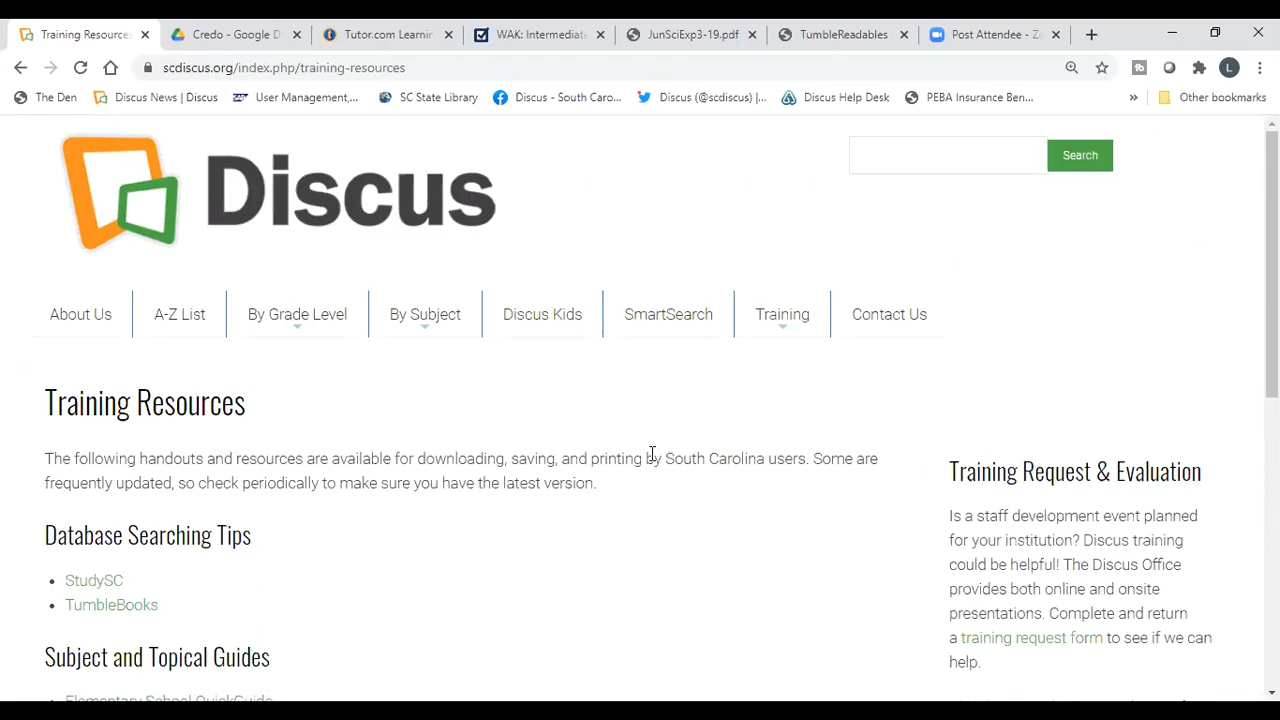 Training Resources
Credo - Google D
Tutor.com Learnin
WAK: Intermediate
JunSciExp3-19.pdf
TumbleReadables
Post Attendee - Zo
scdiscus.org/index.php/training-resources
L
The Den
Discus News | Discus
User Management,...
SC State Library
Discus - South Caro...
Discus (@scdiscus) |...
Discus Help Desk
PEBA Insurance Ben...
»
Other bookmarks
Discus
Search
About Us
A-Z List
By Grade Level
By Subject
Discus Kids
SmartSearch
Training
Contact Us
Training Resources
The following handouts and resources are available for downloading, saving, and printing by South Carolina users. Some are
frequently updated, so check periodically to make sure you have the latest version.
Database Searching Tips
• StudySC
• TumbleBooks
Subject and Topical Guides
• Elementary School QuickGuide
Training Request & Evaluation
Is a staff development event planned
for your institution? Discus training
could be helpful! The Discus Office
provides both online and onsite
presentations. Complete and return
a training request form to see if we can
help.